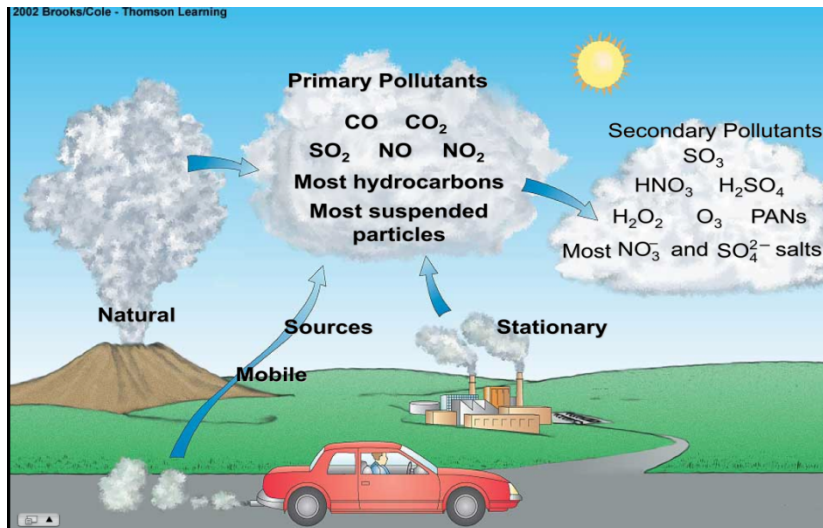 2002 Brooks/Cole - Thomson Learning
Primary Pollutants
CO CO₂
SO₂ NO NO₂
Most hydrocarbons
Most suspended
particles
Secondary Pollutants
SO₃
HNO₃ H₂SO₄
H₂O₂ O₃ PANs
Most NO₃⁻ and SO₄²⁻ salts
Natural
Sources
Stationary
Mobile